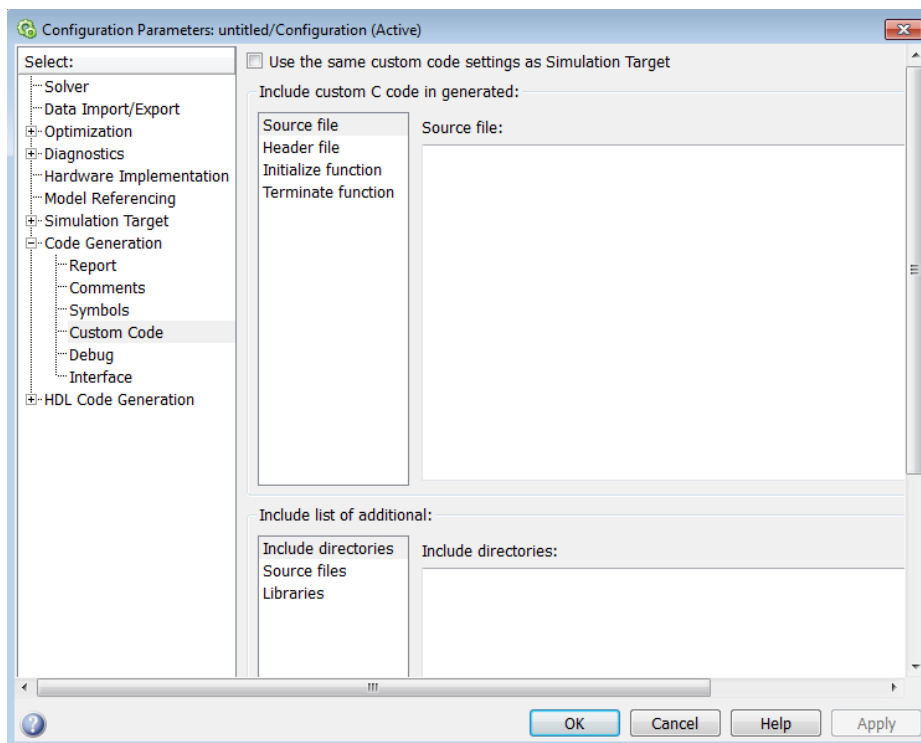 Configuration Parameters: untitled/Configuration (Active)
Select:
Solver
Data Import/Export
Optimization
Diagnostics
Hardware Implementation
Model Referencing
Simulation Target
Code Generation
Report
Comments
Symbols
Custom Code
Debug
Interface
HDL Code Generation
Use the same custom code settings as Simulation Target
Include custom C code in generated:
Source file
Header file
Initialize function
Terminate function
Source file:
Include list of additional:
Include directories
Source files
Libraries
Include directories:
OK
Cancel
Help
Apply